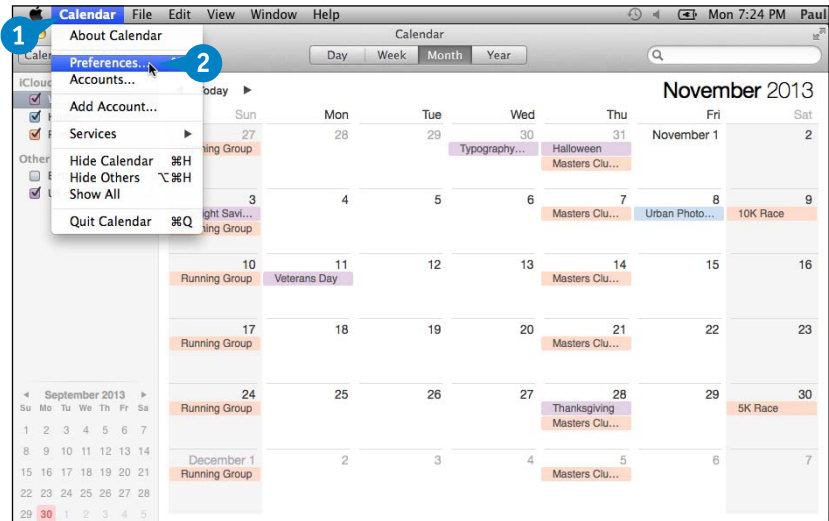 Calendar File Edit View Window Help Mon 7:24 PM Paul
1
About Calendar
Preferences...
2
Accounts...
Add Account...
Services
Hide Calendar ⌘H
Hide Others ⌥⌘H
Show All
Quit Calendar ⌘Q
Calendar
Day Week Month Year
iCloud
Other
Today
November 2013
Sun Mon Tue Wed Thu Fri Sat
27 28 29 30 31 November 1 2
Typography... Halloween
Masters Clu...
3 4 5 6 7 8 9
Masters Clu... Urban Photo... 10K Race
10 11 12 13 14 15 16
Running Group Veterans Day Masters Clu...
17 18 19 20 21 22 23
Running Group Masters Clu...
24 25 26 27 28 29 30
Running Group Thanksgiving 5K Race
Masters Clu...
December 1 2 3 4 5 6 7
Running Group Masters Clu...
September 2013
Su Mo Tu We Th Fr Sa
1 2 3 4 5 6 7
8 9 10 11 12 13 14
15 16 17 18 19 20 21
22 23 24 25 26 27 28
29 30 1 2 3 4 5